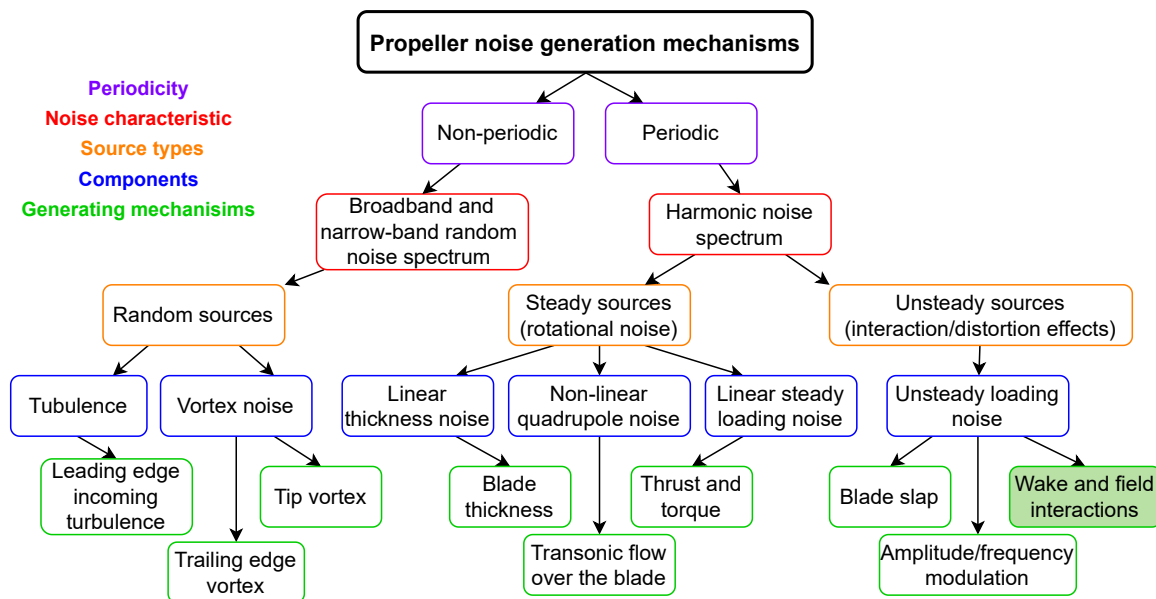 Propeller noise generation mechanisms
Periodicity
Noise characteristic
Source types
Components
Generating mechanisims
Non-periodic
Periodic
Broadband and
narrow-band random
noise spectrum
Harmonic noise
spectrum
Random sources
Steady sources
(rotational noise)
Unsteady sources
(interaction/distortion effects)
Tubulence
Vortex noise
Linear
thickness noise
Non-linear
quadrupole noise
Linear steady
loading noise
Unsteady loading
noise
Leading edge
incoming
turbulence
Tip vortex
Blade
thickness
Thrust and
torque
Blade slap
Wake and field
interactions
Trailing edge
vortex
Transonic flow
over the blade
Amplitude/frequency
modulation